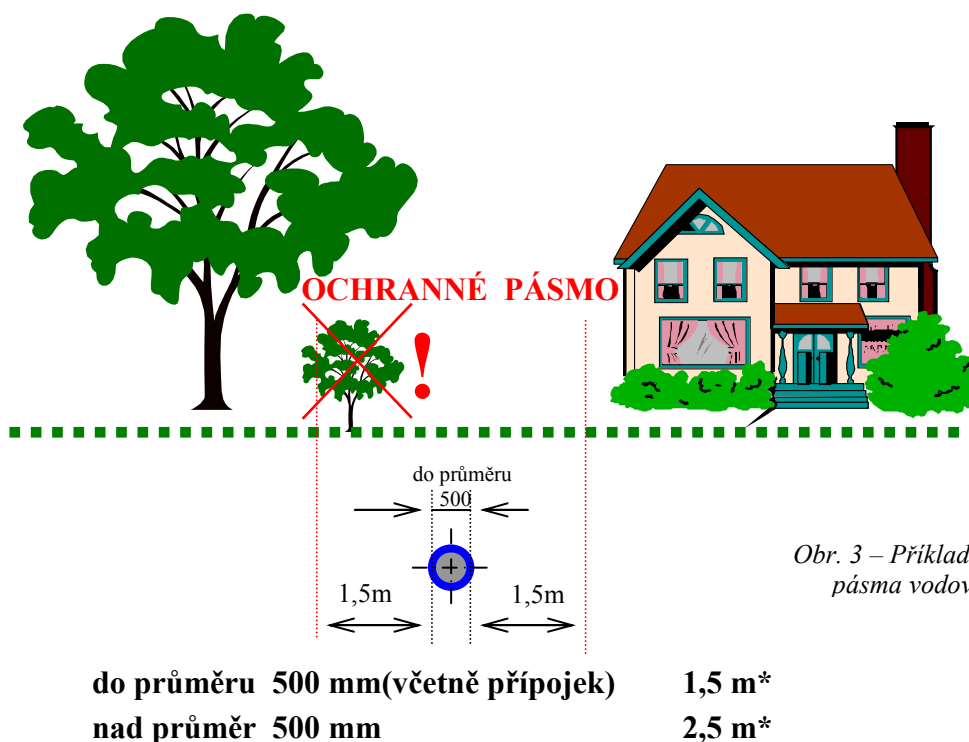 OCHRANNÉ PÁSMO
!
do průměru
500
1,5m 1,5m
Obr. 3 – Příklad
pásma vodov
do průměru 500 mm(včetně přípojek) 1,5 m*
nad průměr 500 mm 2,5 m*